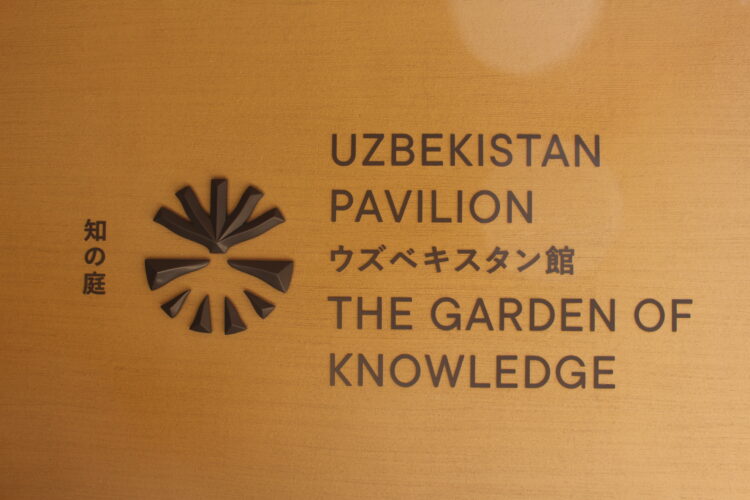 知の庭
UZBEKISTAN
PAVILION
ウズベキスタン館
THE GARDEN OF
KNOWLEDGE